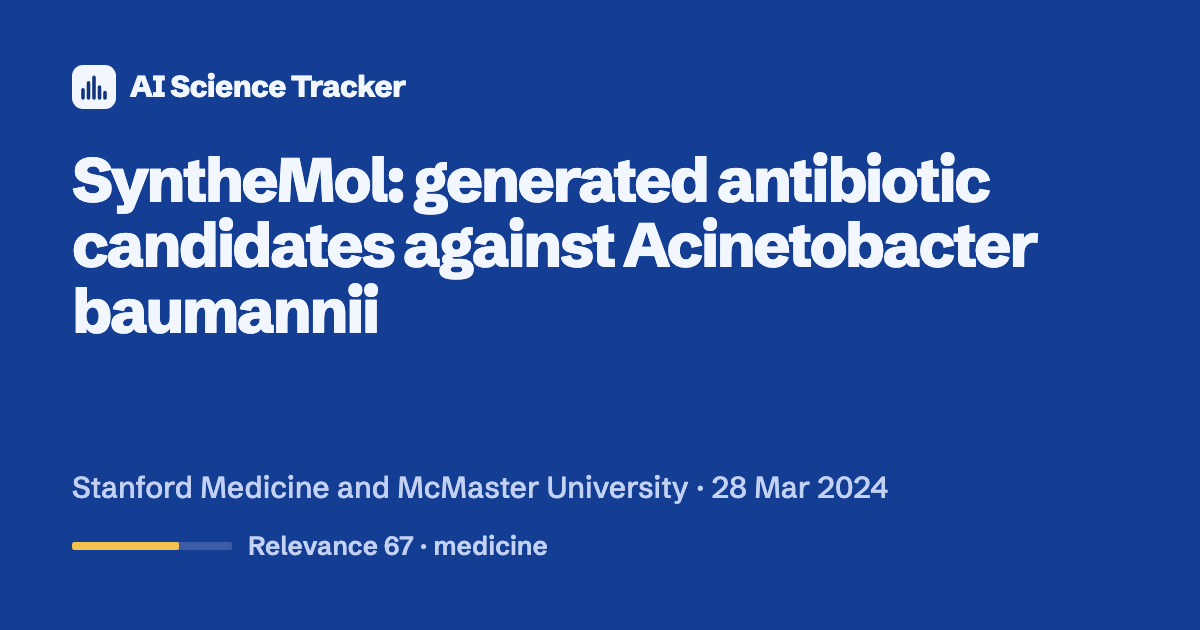 AI Science Tracker
SyntheMol: generated antibiotic
candidates against Acinetobacter
baumannii
Stanford Medicine and McMaster University · 28 Mar 2024
Relevance 67 · medicine